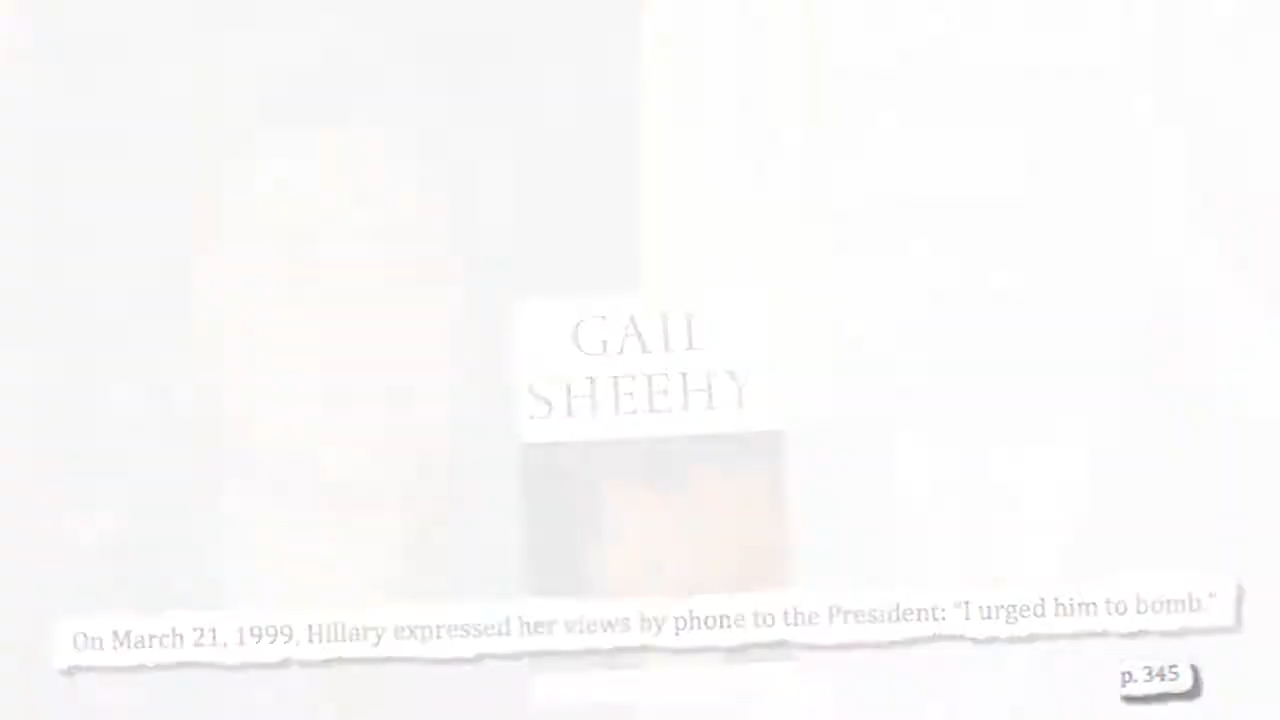 GAIL
SHEEHY
On March 21, 1999, Hillary expressed her views by phone to the President: “I urged him to bomb.”
p. 345